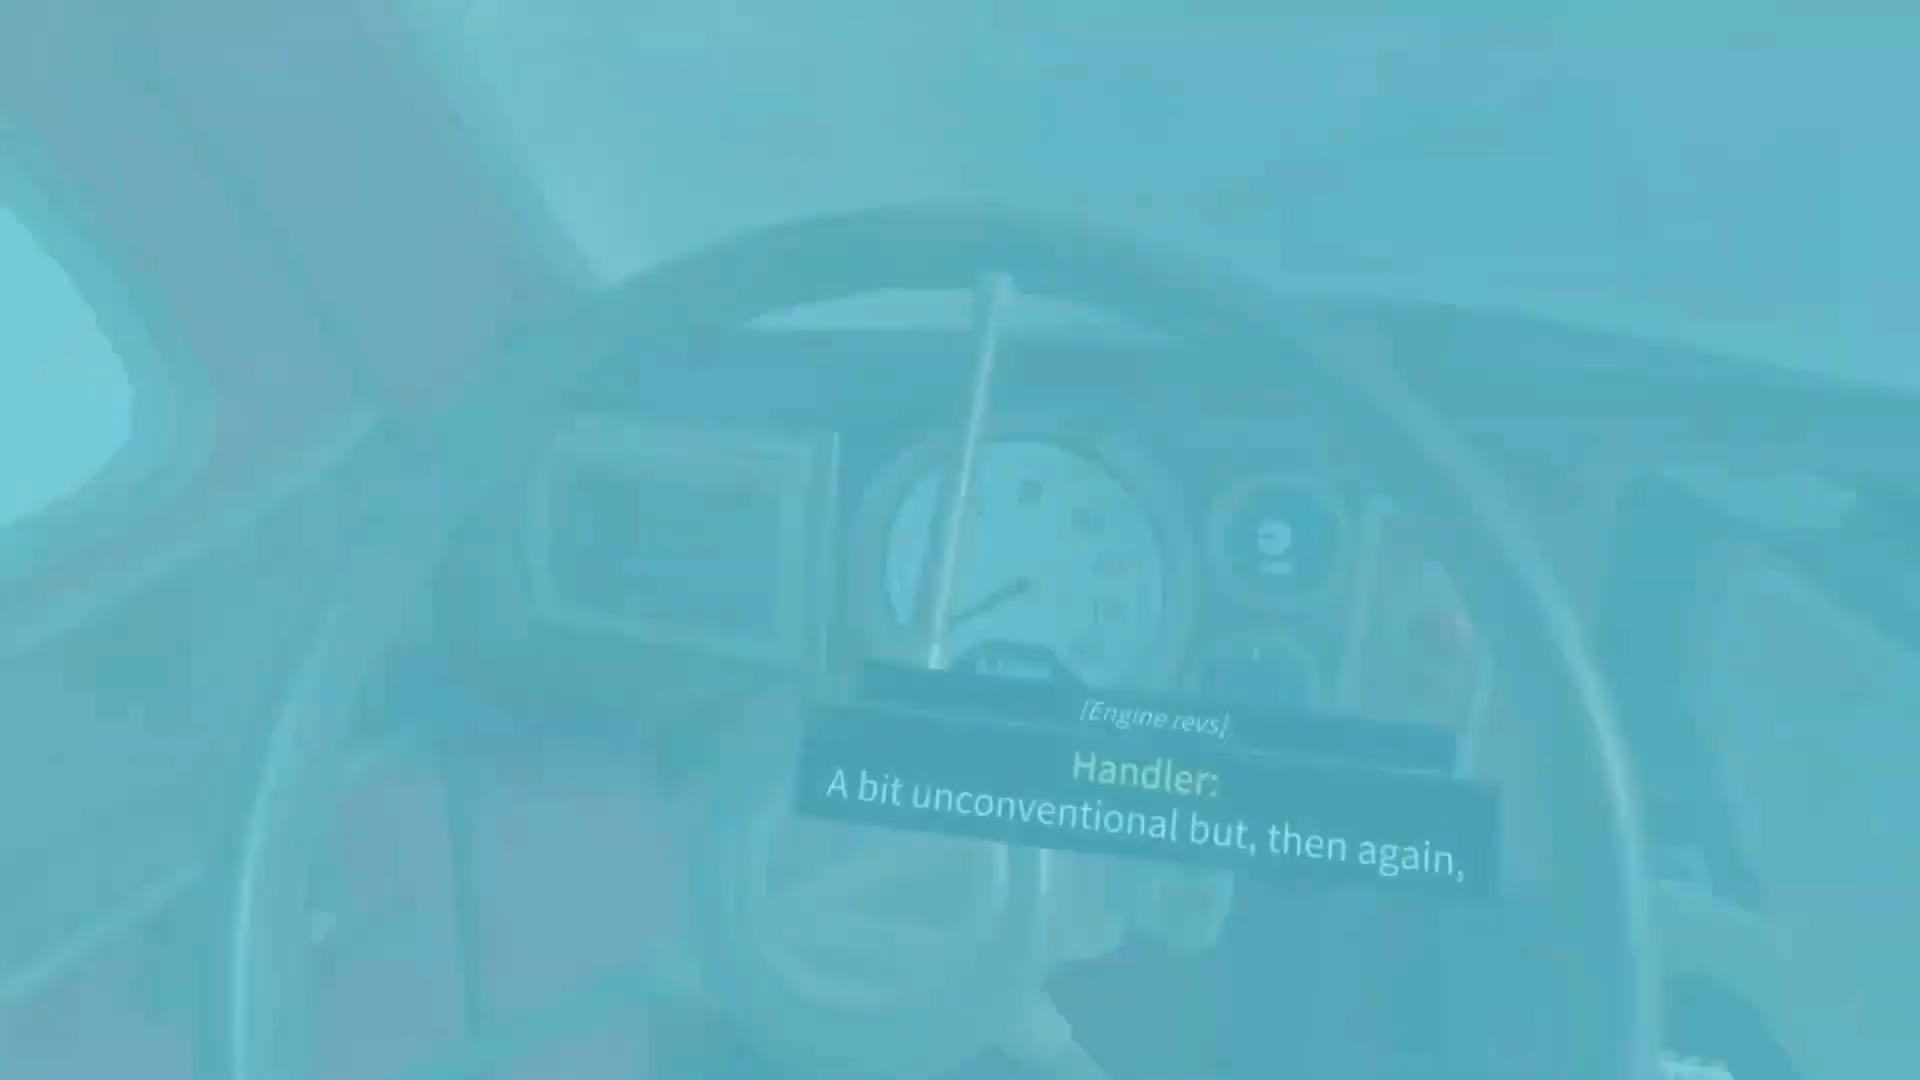 [Engine revs]
Handler:
A bit unconventional but, then again,